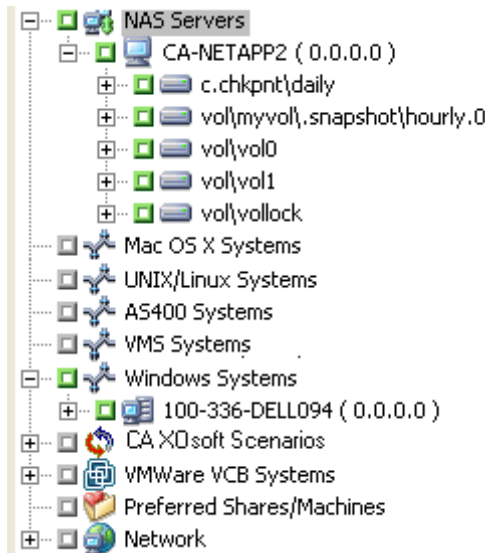 NAS Servers
CA-NETAPP2 ( 0.0.0.0 )
c.chkpnt\daily
vol\myvol\.snapshot\hourly.0
vol\vol0
vol\vol1
vol\vollock
Mac OS X Systems
UNIX/Linux Systems
AS400 Systems
VMS Systems
Windows Systems
100-336-DELL094 ( 0.0.0.0 )
CA XOsoft Scenarios
VMWare VCB Systems
Preferred Shares/Machines
Network